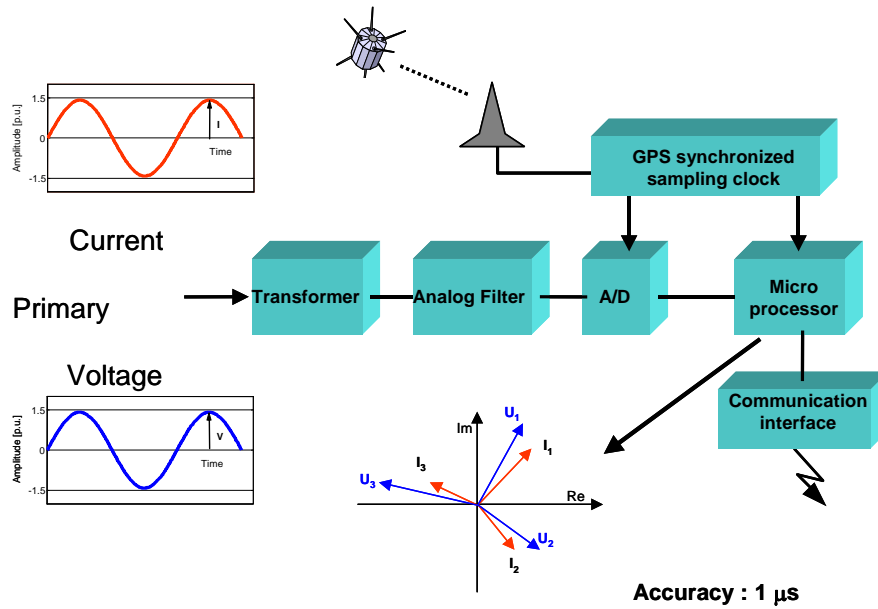 Amplitude [p.u.]
1.5
0
-1.5
I
Time
GPS synchronized
sampling clock
Current
Primary
Voltage
Transformer
Analog Filter
A/D
Micro
processor
Communication
interface
Amplitude [p.u.]
1.5
0
-1.5
V
Time
Im
Re
U1
I1
I3
U3
U2
I2
Accuracy : 1 μs